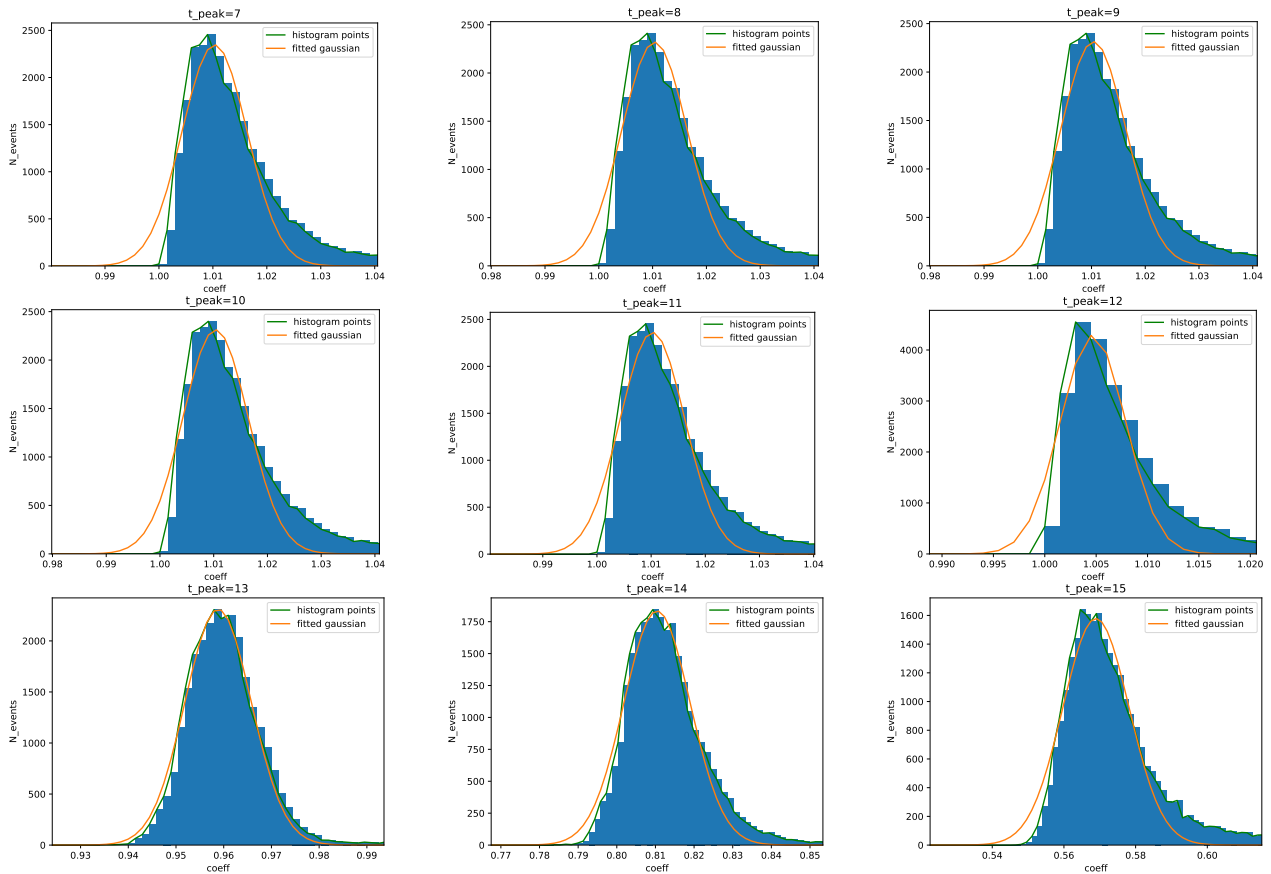 t_peak=7
N_events
2500
2000
1500
1000
500
0
histogram points
fitted gaussian
0.99
1.00
1.01
1.02
1.03
1.04
coeff
t_peak=8
N_events
2500
2000
1500
1000
500
0
histogram points
fitted gaussian
0.98
0.99
1.00
1.01
1.02
1.03
1.04
coeff
t_peak=9
N_events
2500
2000
1500
1000
500
0
histogram points
fitted gaussian
0.98
0.99
1.00
1.01
1.02
1.03
1.04
coeff
t_peak=10
N_events
2500
2000
1500
1000
500
0
histogram points
fitted gaussian
0.98
0.99
1.00
1.01
1.02
1.03
1.04
coeff
t_peak=11
N_events
2500
2000
1500
1000
500
0
histogram points
fitted gaussian
0.99
1.00
1.01
1.02
1.03
1.04
coeff
t_peak=12
N_events
4000
3000
2000
1000
0
histogram points
fitted gaussian
0.990
0.995
1.000
1.005
1.010
1.015
1.020
coeff
t_peak=13
N_events
2000
1500
1000
500
0
histogram points
fitted gaussian
0.93
0.94
0.95
0.96
0.97
0.98
0.99
coeff
t_peak=14
N_events
1750
1500
1250
1000
750
500
250
0
histogram points
fitted gaussian
0.77
0.78
0.79
0.80
0.81
0.82
0.83
0.84
0.85
coeff
t_peak=15
N_events
1600
1400
1200
1000
800
600
400
200
0
histogram points
fitted gaussian
0.54
0.56
0.58
0.60
coeff